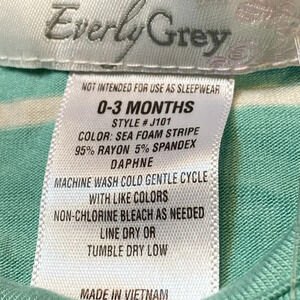 Everly Grey
NOT INTENDED FOR USE AS SLEEPWEAR
0-3 MONTHS
STYLE # J101
COLOR: SEA FOAM STRIPE
95% RAYON 5% SPANDEX
DAPHNE
MACHINE WASH COLD GENTLE CYCLE
WITH LIKE COLORS
NON-CHLORINE BLEACH AS NEEDED
LINE DRY OR
TUMBLE DRY LOW
MADE IN VIETNAM